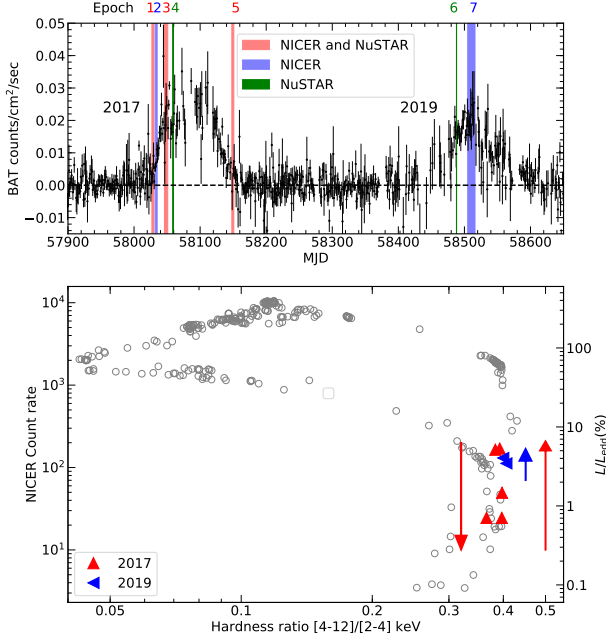 Epoch 1 2 3 4 5 6 7
0.05
0.04
0.03
0.02
0.01
0.00
−0.01
BAT counts/cm²/sec
NICER and NuSTAR
NICER
NuSTAR
2017
2019
57900 58000 58100 58200 58300 58400 58500 58600
MJD
10⁴
10³
10²
10¹
NICER Count rate
100
10
1
0.1
L/Ledd(%)
2017
2019
0.05 0.1 0.2 0.3 0.4 0.5
Hardness ratio [4-12]/[2-4] keV